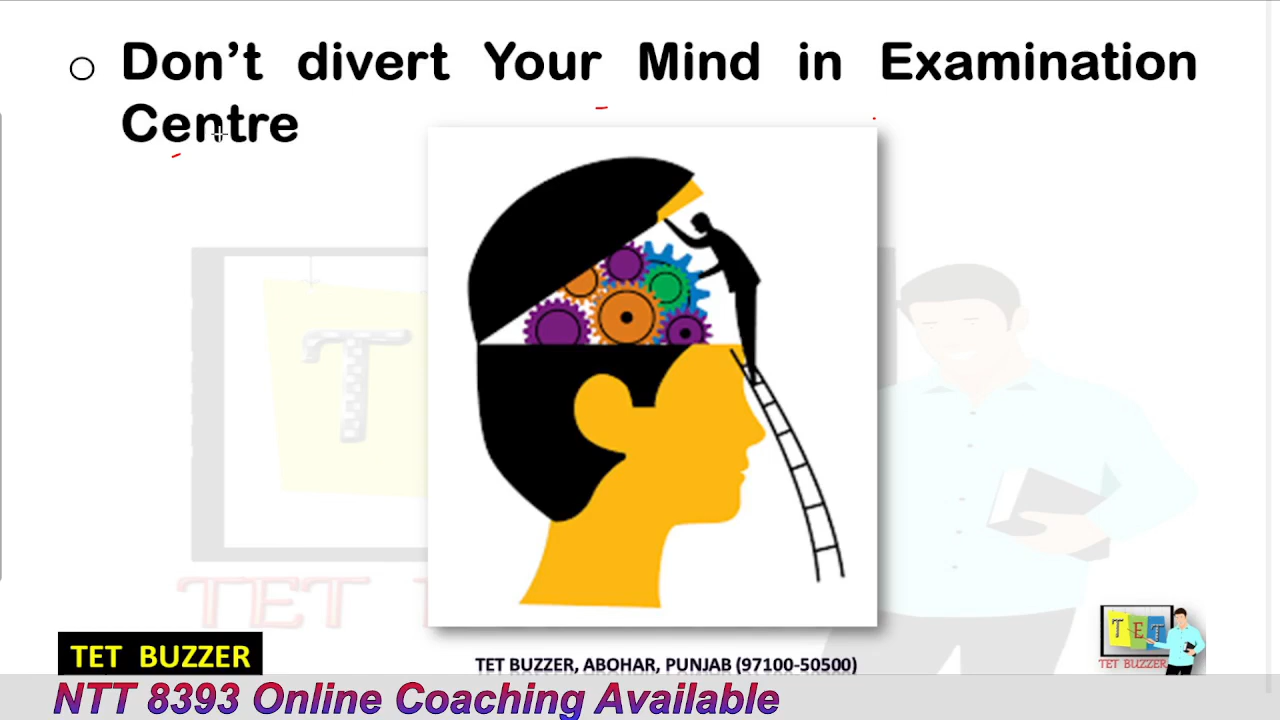 Don't divert Your Mind in Examination
Centre
T
TET
TET BUZZER
TET BUZZER, ABOHAR, PUNJAB (97100-50500)
T E T
TET BUZZER
NTT 8393 Online Coaching Available